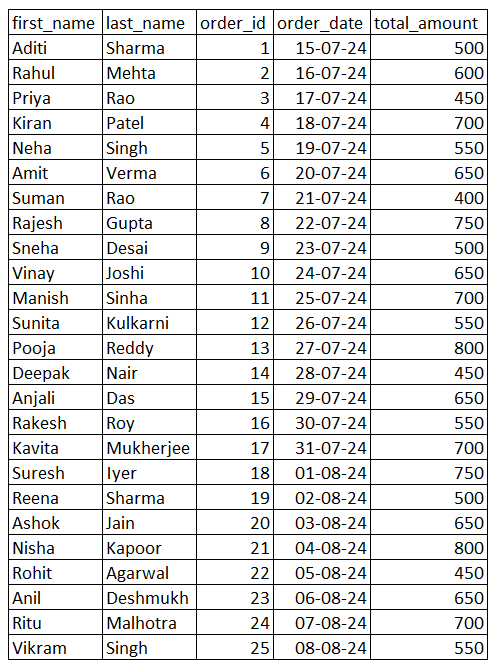 first_name last_name order_id order_date total_amount
Aditi Sharma 1 15-07-24 500
Rahul Mehta 2 16-07-24 600
Priya Rao 3 17-07-24 450
Kiran Patel 4 18-07-24 700
Neha Singh 5 19-07-24 550
Amit Verma 6 20-07-24 650
Suman Rao 7 21-07-24 400
Rajesh Gupta 8 22-07-24 750
Sneha Desai 9 23-07-24 500
Vinay Joshi 10 24-07-24 650
Manish Sinha 11 25-07-24 700
Sunita Kulkarni 12 26-07-24 550
Pooja Reddy 13 27-07-24 800
Deepak Nair 14 28-07-24 450
Anjali Das 15 29-07-24 650
Rakesh Roy 16 30-07-24 550
Kavita Mukherjee 17 31-07-24 700
Suresh Iyer 18 01-08-24 750
Reena Sharma 19 02-08-24 500
Ashok Jain 20 03-08-24 650
Nisha Kapoor 21 04-08-24 800
Rohit Agarwal 22 05-08-24 450
Anil Deshmukh 23 06-08-24 650
Ritu Malhotra 24 07-08-24 700
Vikram Singh 25 08-08-24 550